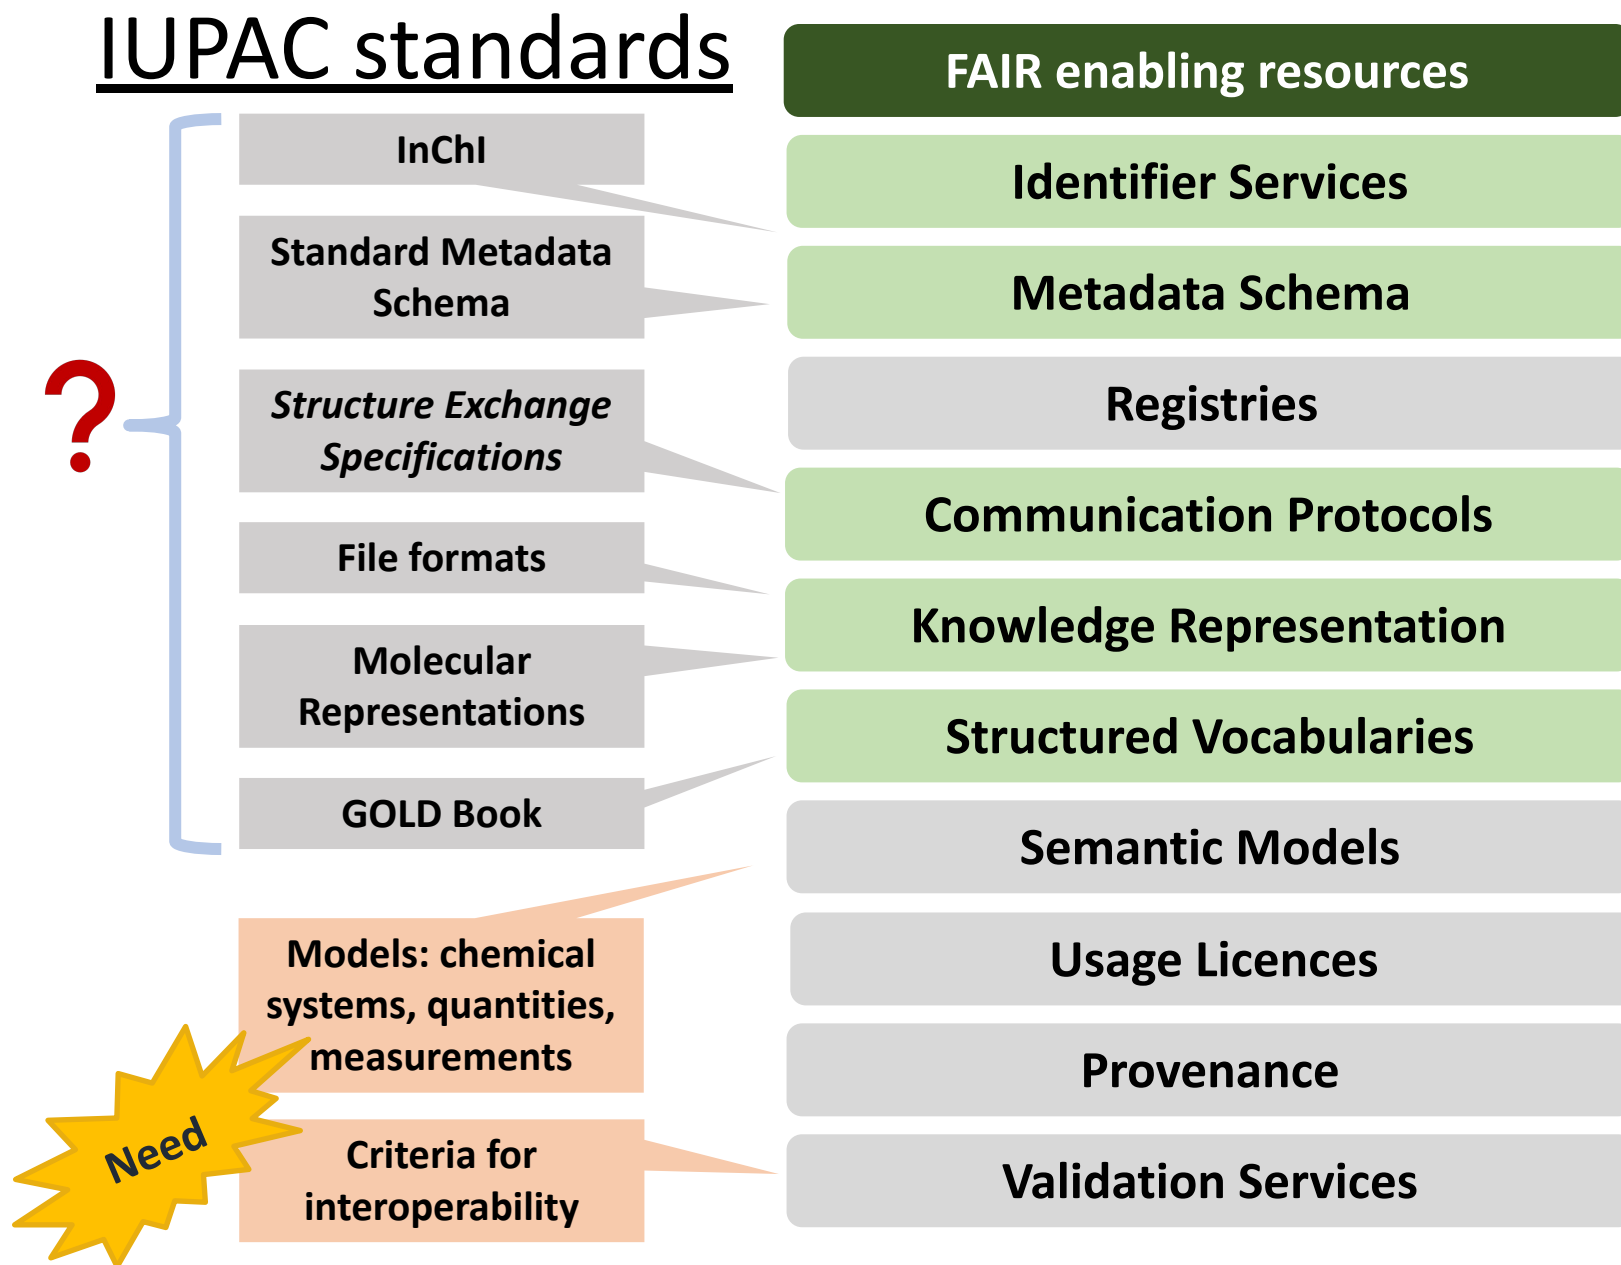 IUPAC standards
InChI
Standard Metadata
Schema
Structure Exchange
Specifications
File formats
Molecular
Representations
GOLD Book
Models: chemical
systems, quantities,
measurements
Criteria for
interoperability
Need
?
FAIR enabling resources
Identifier Services
Metadata Schema
Registries
Communication Protocols
Knowledge Representation
Structured Vocabularies
Semantic Models
Usage Licences
Provenance
Validation Services